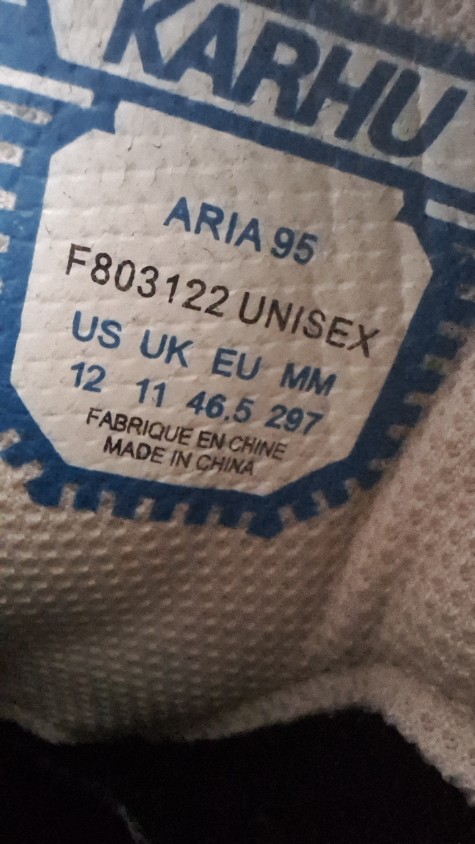 KARHU
ARIA 95
F803122 UNISEX
US UK EU MM
12 11 46.5 297
FABRIQUE EN CHINE
MADE IN CHINA